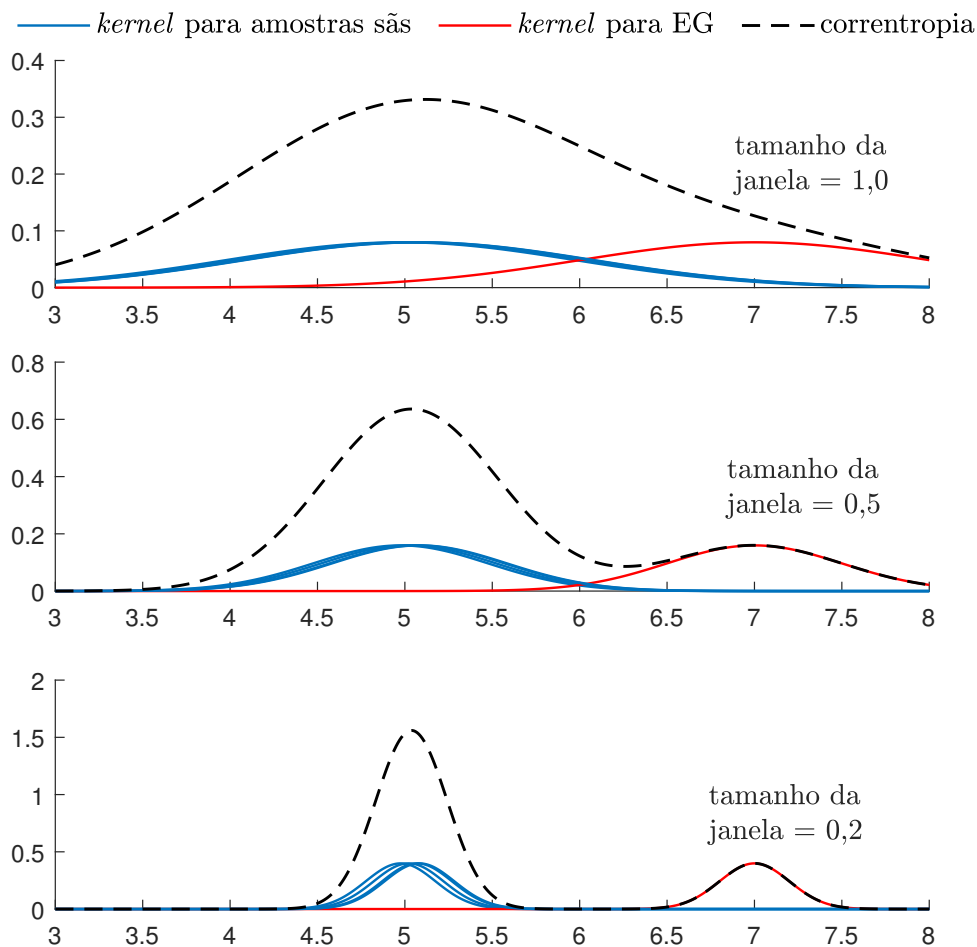 kernel para amostras sãs kernel para EG correntropia
0.4
0.3
0.2
0.1
0
tamanho da
janela = 1,0
3 3.5 4 4.5 5 5.5 6 6.5 7 7.5 8
0.8
0.6
0.4
0.2
0
tamanho da
janela = 0,5
3 3.5 4 4.5 5 5.5 6 6.5 7 7.5 8
2
1.5
1
0.5
0
tamanho da
janela = 0,2
3 3.5 4 4.5 5 5.5 6 6.5 7 7.5 8